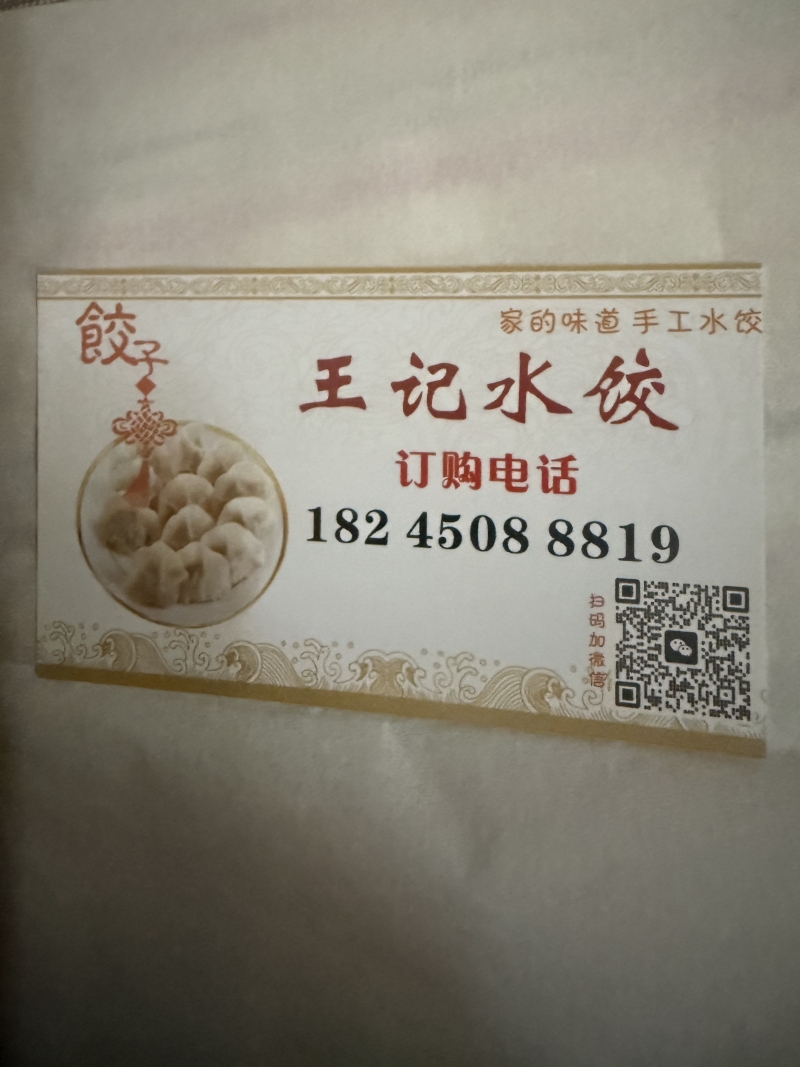 家的味道 手工水饺
餃子
王记水饺
订购电话
182 4508 8819
扫码加微信